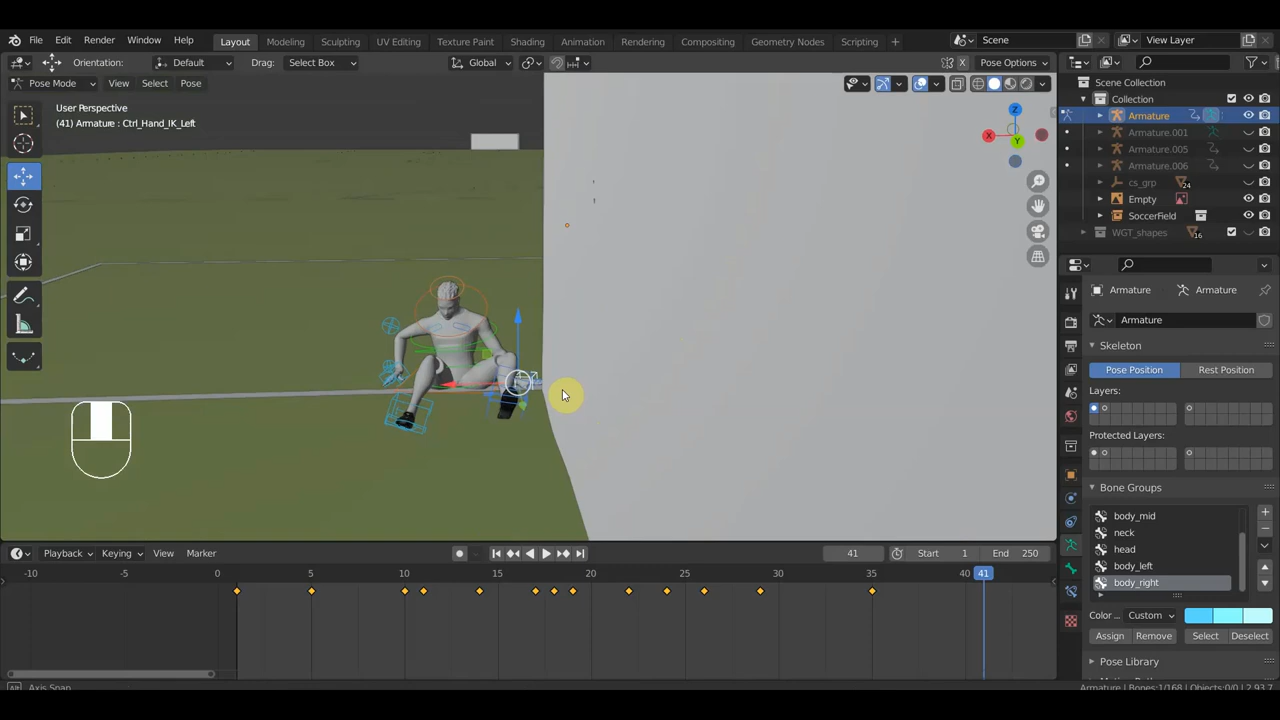 File Edit Render Window Help Layout Modeling Sculpting UV Editing Texture Paint Shading Animation Rendering Compositing Geometry Nodes Scripting + Scene View Layer
Orientation: Default Drag: Select Box Global X Pose Options
Pose Mode View Select Pose
User Perspective
(41) Armature : Ctrl_Hand_IK_Left
Z
X
Y
Scene Collection
Collection
Armature
Armature.001
Armature.005
Armature.006
cs_grp 24
Empty
SoccerField
WGT_shapes 16
Armature Armature
Armature
Skeleton
Pose Position Rest Position
Layers:
Protected Layers:
Bone Groups
body_mid
neck
head
body_left
body_right
Color ... Custom
Assign Remove Select Deselect
Pose Library
Playback Keying View Marker 41 Start 1 End 250
-10 -5 0 5 10 15 20 25 30 35 40 41
Axis Snap
Armature | Bones:1/168 | Objects:0/0 | 2.93.7